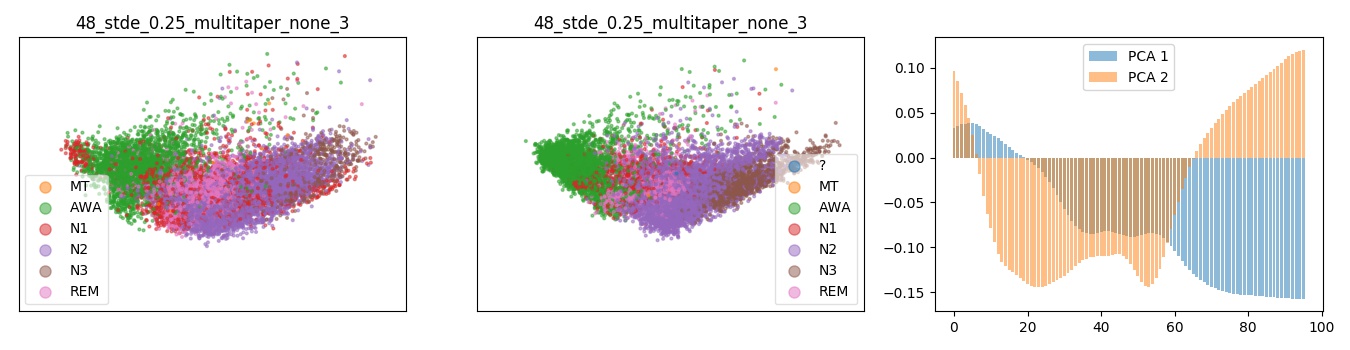 48_stde_0.25_multitaper_none_3
MT
AWA
N1
N2
N3
REM
48_stde_0.25_multitaper_none_3
?
MT
AWA
N1
N2
N3
REM
PCA 1
PCA 2
0.10
0.05
0.00
−0.05
−0.10
−0.15
0
20
40
60
80
100